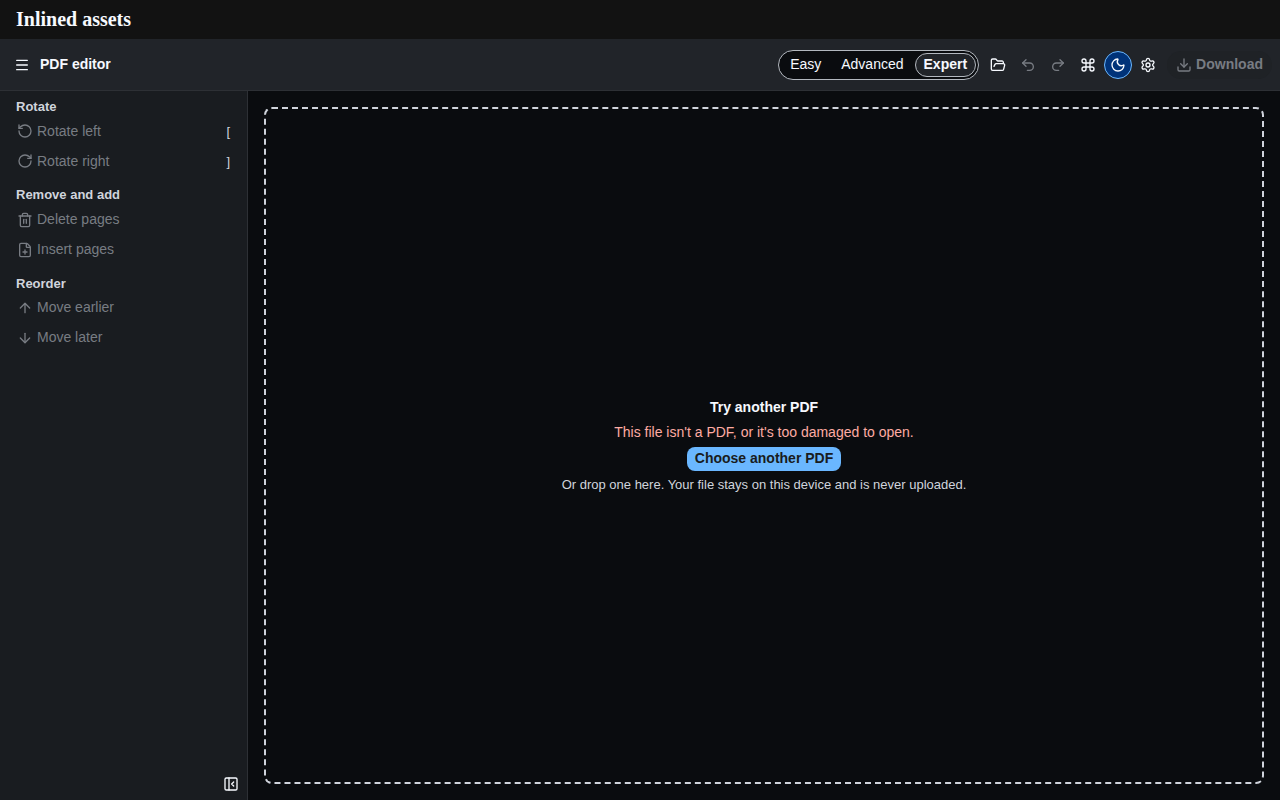 Inlined assets
PDF editor
Easy Advanced Expert
Download
Rotate
Rotate left [
Rotate right ]
Remove and add
Delete pages
Insert pages
Reorder
Move earlier
Move later
Try another PDF
This file isn't a PDF, or it's too damaged to open.
Choose another PDF
Or drop one here. Your file stays on this device and is never uploaded.